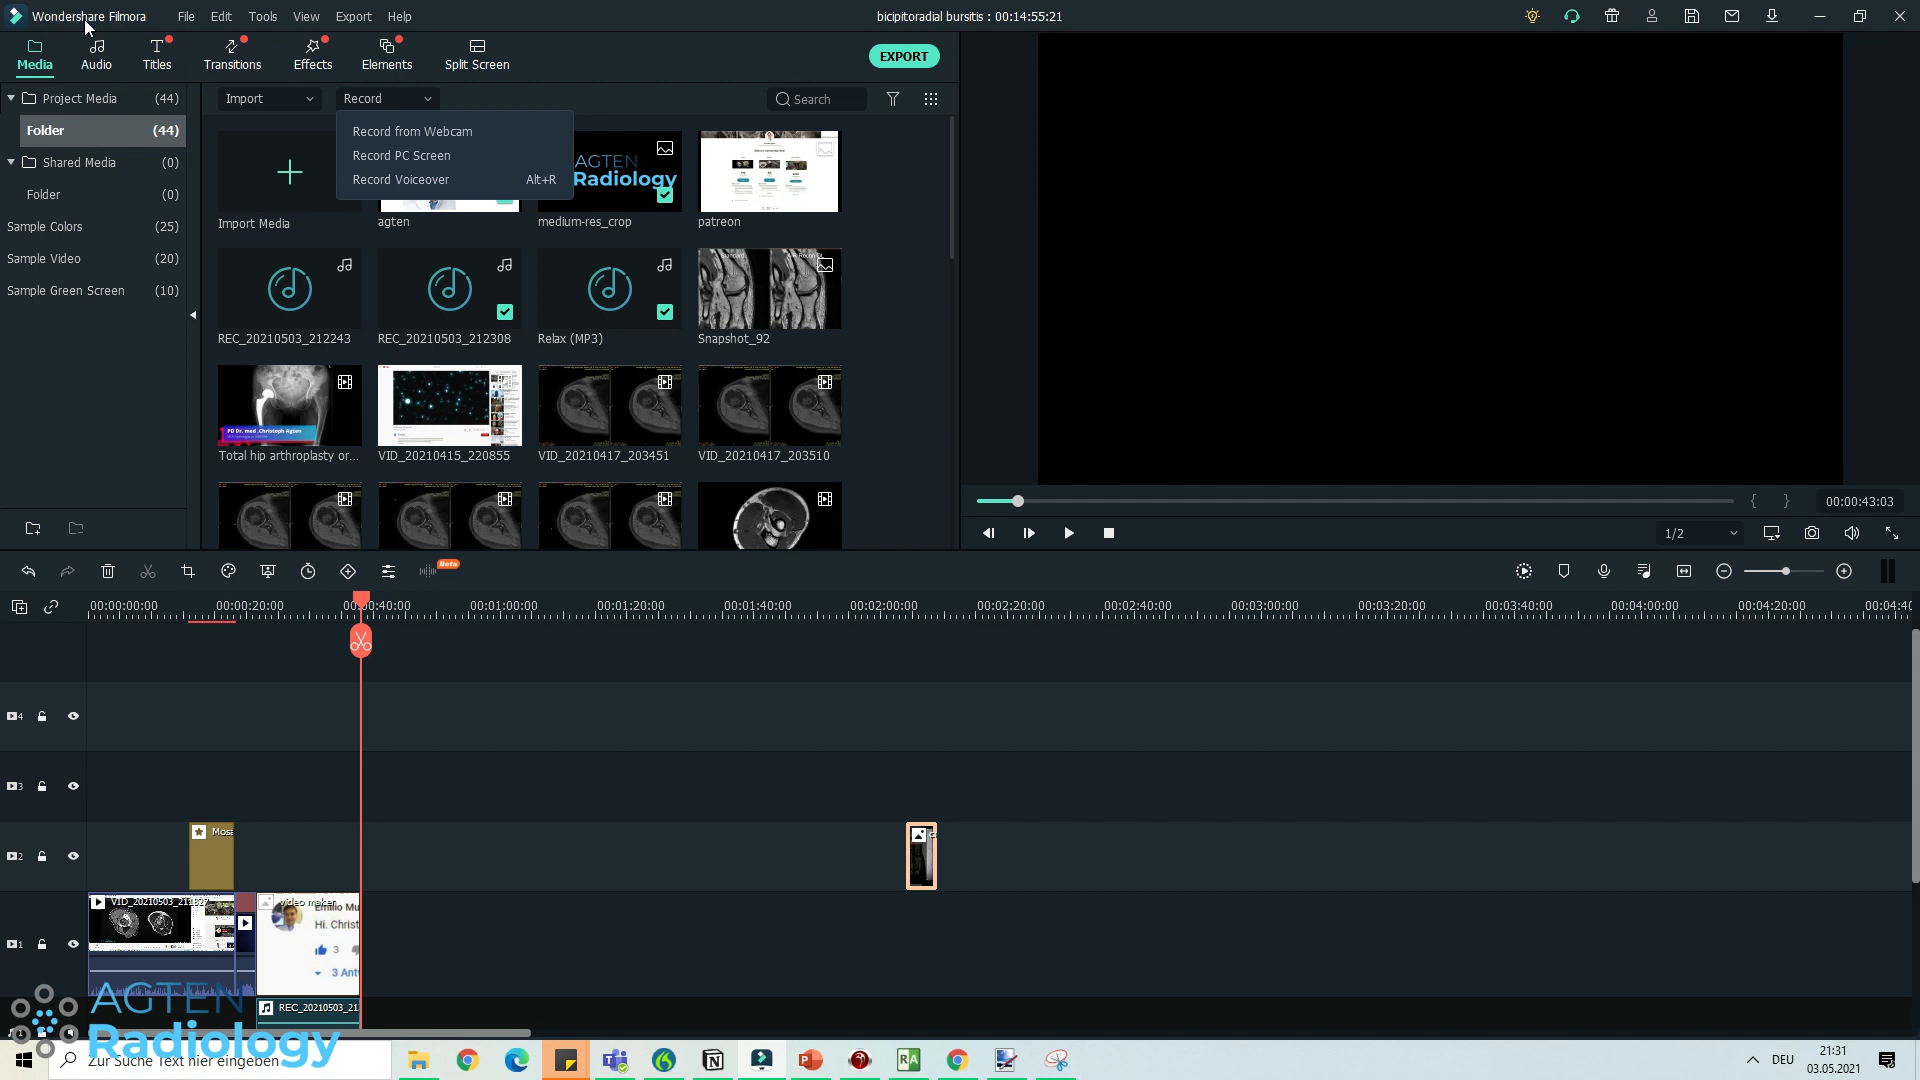 Wondershare Filmora
File Edit Tools View Export Help
bicipitoradial bursitis : 00:14:55:21
Media Audio Titles Transitions Effects Elements Split Screen
EXPORT
Project Media (44)
Folder (44)
Shared Media (0)
Folder (0)
Sample Colors (25)
Sample Video (20)
Sample Green Screen (10)
Import Record
Search
Record from Webcam
Record PC Screen
Record Voiceover Alt+R
AGTEN
Radiology
Import Media agten medium-res_crop patreon
REC_20210503_212243 REC_20210503_212308 Relax (MP3) Snapshot_92
Standard
PD Dr. med. Christoph Agten
Total hip arthroplasty or... VID_20210415_220855 VID_20210417_203451 VID_20210417_203510
00:00:43:03
1/2
Beta
00:00:00:00 00:00:20:00 00:00:40:00 00:01:00:00 00:01:20:00 00:01:40:00 00:02:00:00 00:02:20:00 00:02:40:00 00:03:00:00 00:03:20:00 00:03:40:00 00:04:00:00 00:04:20:00 00:04:40
4
3
2
Mosa
1
VID_20210503_211827
video maker
Emilio Mu
Hi. Christ
3
3 Ant
REC_20210503_21
AGTEN
Radiology
Zur Suche Text hier eingeben
DEU
21:31
03.05.2021